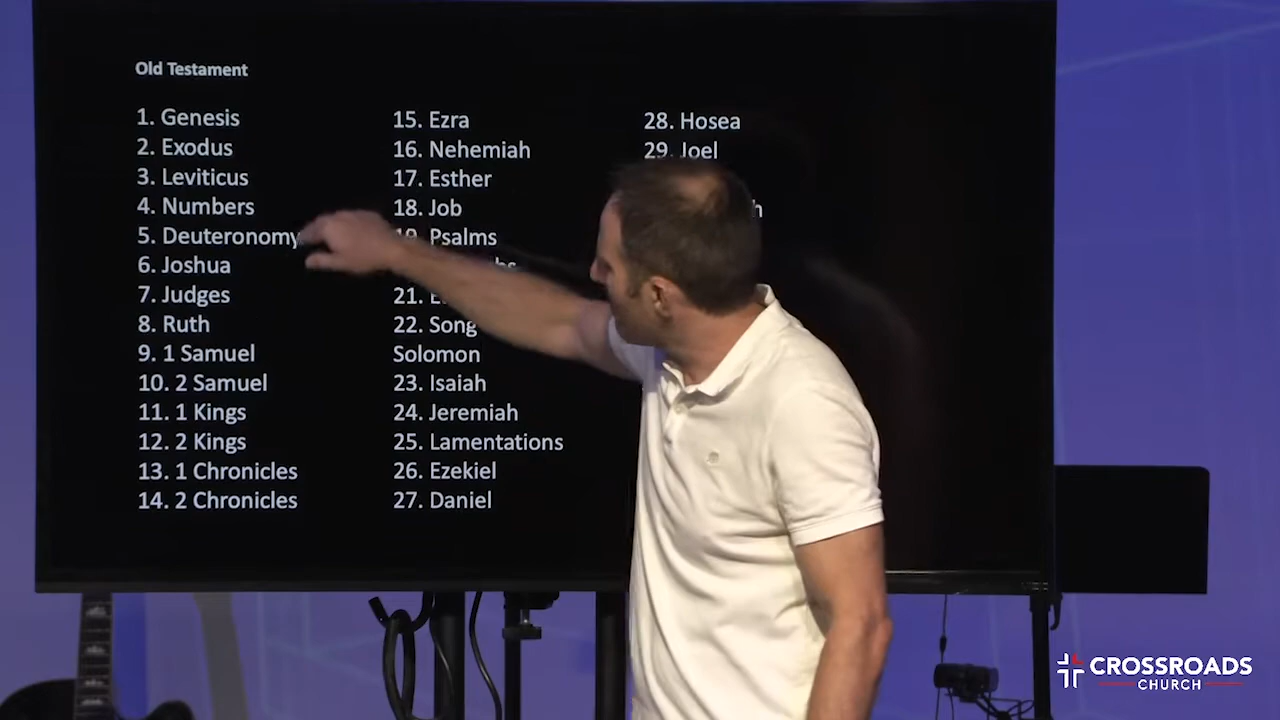 Old Testament
1. Genesis
2. Exodus
3. Leviticus
4. Numbers
5. Deuteronomy
6. Joshua
7. Judges
8. Ruth
9. 1 Samuel
10. 2 Samuel
11. 1 Kings
12. 2 Kings
13. 1 Chronicles
14. 2 Chronicles
15. Ezra
16. Nehemiah
17. Esther
18. Job
19. Psalms
21.
22. Song
Solomon
23. Isaiah
24. Jeremiah
25. Lamentations
26. Ezekiel
27. Daniel
28. Hosea
29. Joel
CROSSROADS
CHURCH